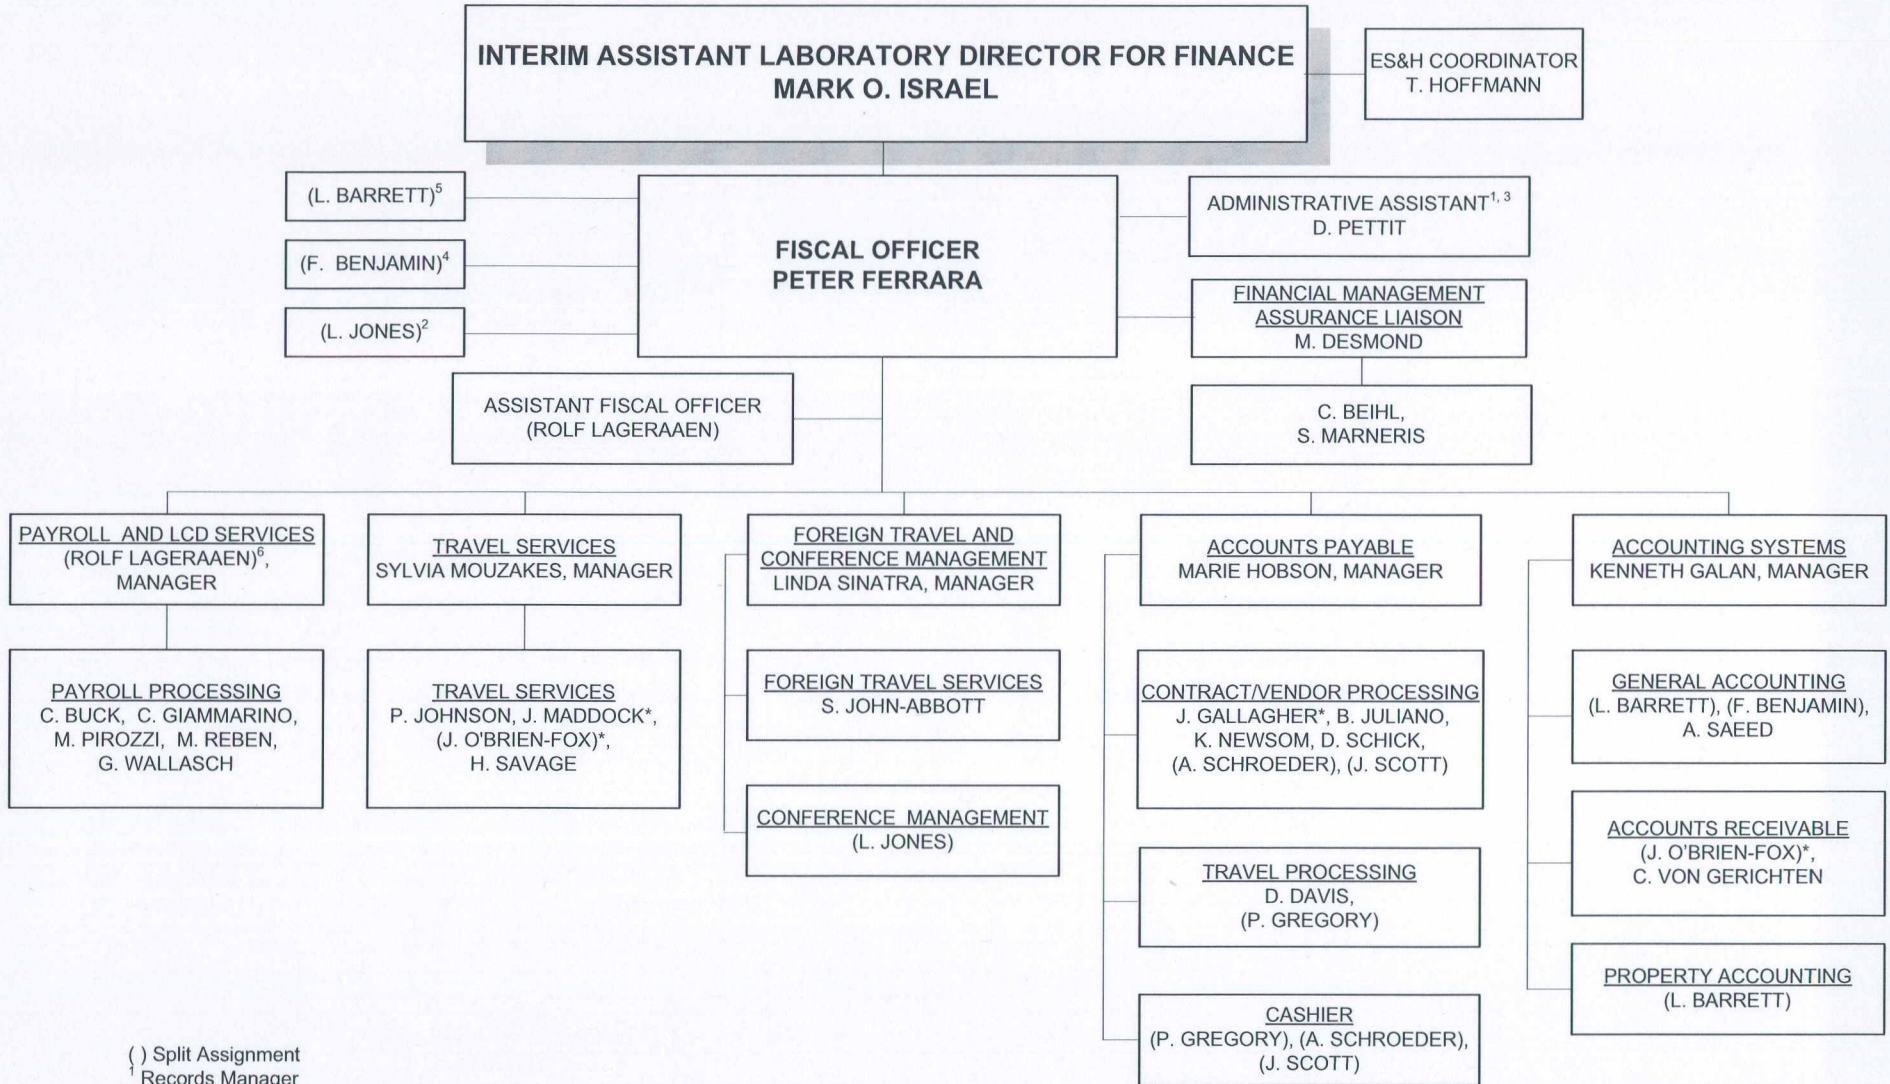 INTERIM ASSISTANT LABORATORY DIRECTOR FOR FINANCE
MARK O. ISRAEL
ES&H COORDINATOR
T. HOFFMANN
(L. BARRETT)5
(F. BENJAMIN)4
(L. JONES)2
FISCAL OFFICER
PETER FERRARA
ADMINISTRATIVE ASSISTANT1, 3
D. PETTIT
FINANCIAL MANAGEMENT
ASSURANCE LIAISON
M. DESMOND
C. BEIHL,
S. MARNERIS
ASSISTANT FISCAL OFFICER
(ROLF LAGERAAEN)
PAYROLL AND LCD SERVICES
(ROLF LAGERAAEN)6,
MANAGER
PAYROLL PROCESSING
C. BUCK, C. GIAMMARINO,
M. PIROZZI, M. REBEN,
G. WALLASCH
TRAVEL SERVICES
SYLVIA MOUZAKES, MANAGER
TRAVEL SERVICES
P. JOHNSON, J. MADDOCK*,
(J. O'BRIEN-FOX)*,
H. SAVAGE
FOREIGN TRAVEL AND
CONFERENCE MANAGEMENT
LINDA SINATRA, MANAGER
FOREIGN TRAVEL SERVICES
S. JOHN-ABBOTT
CONFERENCE MANAGEMENT
(L. JONES)
ACCOUNTS PAYABLE
MARIE HOBSON, MANAGER
CONTRACT/VENDOR PROCESSING
J. GALLAGHER*, B. JULIANO,
K. NEWSOM, D. SCHICK,
(A. SCHROEDER), (J. SCOTT)
TRAVEL PROCESSING
D. DAVIS,
(P. GREGORY)
CASHIER
(P. GREGORY), (A. SCHROEDER),
(J. SCOTT)
ACCOUNTING SYSTEMS
KENNETH GALAN, MANAGER
GENERAL ACCOUNTING
(L. BARRETT), (F. BENJAMIN),
A. SAEED
ACCOUNTS RECEIVABLE
(J. O'BRIEN-FOX)*,
C. VON GERICHTEN
PROPERTY ACCOUNTING
(L. BARRETT)
( ) Split Assignment
1 Records Manager